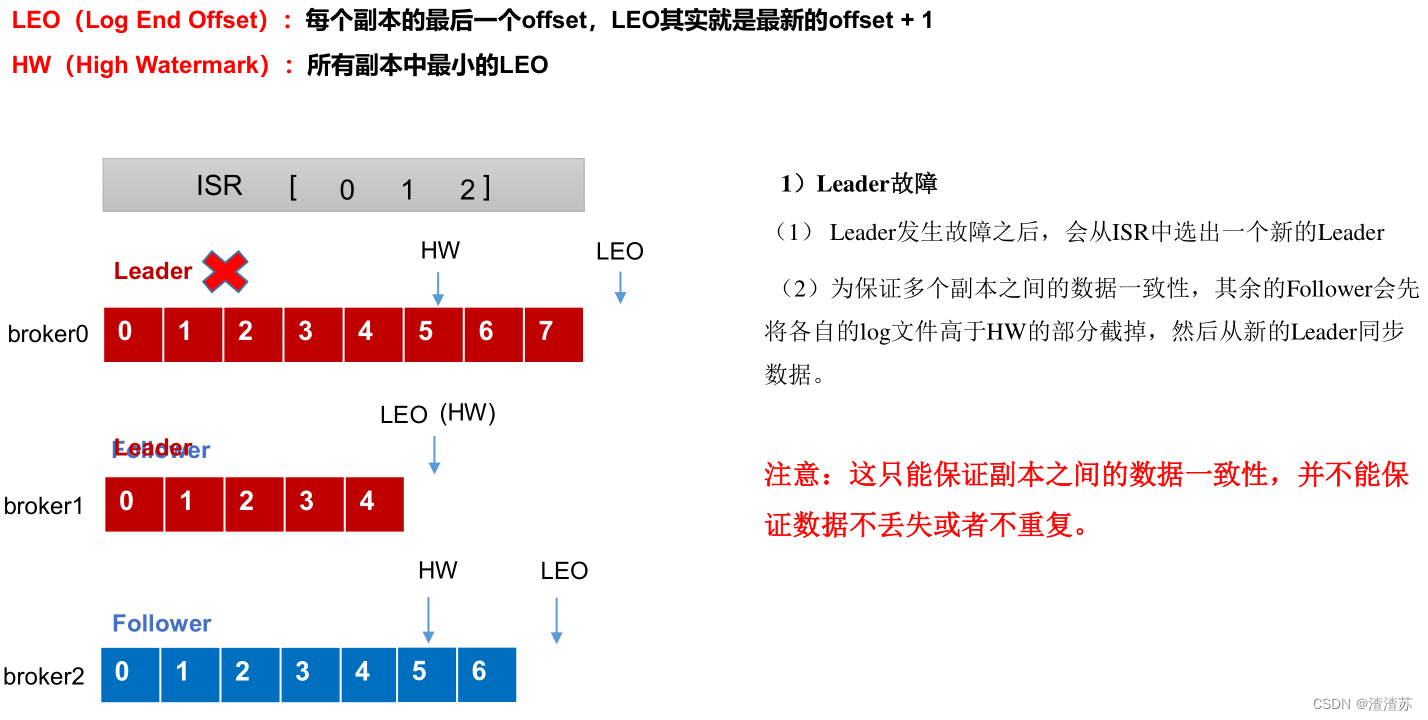 LEO（Log End Offset）：每个副本的最后一个offset，LEO其实就是最新的offset + 1
HW（High Watermark）：所有副本中最小的LEO
ISR [ 0 1 2 ]
HW LEO
Leader
broker0 0 1 2 3 4 5 6 7
LEO (HW)
Follower
Leader
broker1 0 1 2 3 4
HW LEO
Follower
broker2 0 1 2 3 4 5 6
1）Leader故障
（1） Leader发生故障之后，会从ISR中选出一个新的Leader
（2）为保证多个副本之间的数据一致性，其余的Follower会先
将各自的log文件高于HW的部分截掉，然后从新的Leader同步
数据。
注意：这只能保证副本之间的数据一致性，并不能保
证数据不丢失或者不重复。
CSDN @渣渣苏